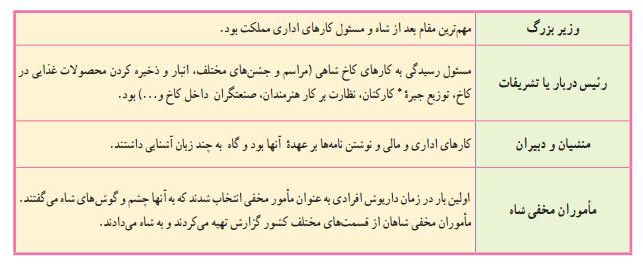 وزیر بزرگ
مهم‌ترین مقام بعد از شاه و مسئول کارهای اداری مملکت بود.
رئیس دربار یا تشریفات
مسئول رسیدگی به کارهای کاخ شاهی (مراسم و جشن‌های مختلف، انبار و ذخیره کردن محصولات غذایی در
کاخ، توزیع جیرهٔ* کارکنان، نظارت بر کار هنرمندان، صنعتگران داخل کاخ و...) بود.
منشیان و دبیران
کارهای اداری و مالی و نوشتن نامه‌ها بر عهدهٔ آنها بود و گاه به چند زبان آشنایی داشتند.
مأموران مخفی شاه
اولین بار در زمان داریوش افرادی به عنوان مأمور مخفی انتخاب شدند که به آنها چشم و گوش‌های شاه می‌گفتند.
مأموران مخفی شاهان از قسمت‌های مختلف کشور گزارش تهیه می‌کردند و به شاه می‌دادند.